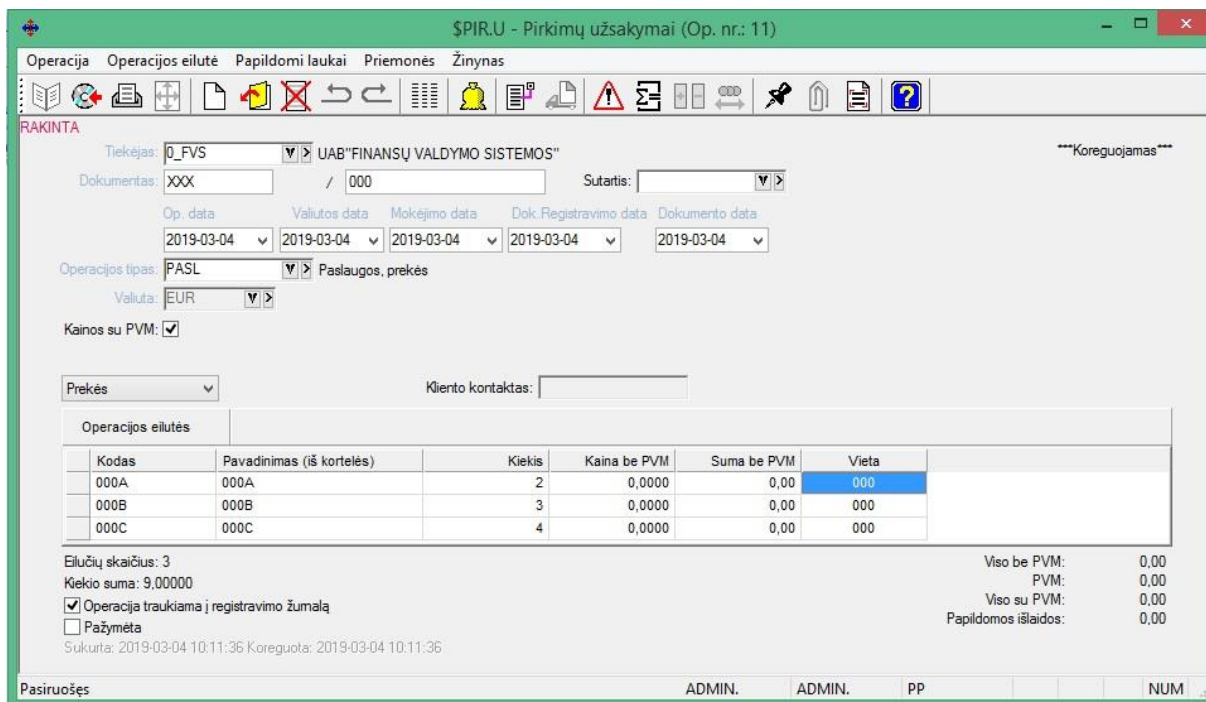 $PIR.U - Pirkimų užsakymai (Op. nr.: 11)
Operacija Operacijos eilutė Papildomi laukai Priemonės Žinynas
RAKINTA
Tiekėjas: 0_FVS UAB"FINANSŲ VALDYMO SISTEMOS" ***Koreguojamas***
Dokumentas: XXX / 000 Sutartis:
Op. data Valiutos data Mokėjimo data Dok.Registravimo data Dokumento data
2019-03-04 2019-03-04 2019-03-04 2019-03-04 2019-03-04
Operacijos tipas: PASL Paslaugos, prekės
Valiuta: EUR
Kainos su PVM:
Prekės Kliento kontaktas:
Operacijos eilutės
Kodas Pavadinimas (iš kortelės) Kiekis Kaina be PVM Suma be PVM Vieta
000A 000A 2 0,0000 0,00 000
000B 000B 3 0,0000 0,00 000
000C 000C 4 0,0000 0,00 000
Eilučių skaičius: 3 Viso be PVM: 0,00
Kiekio suma: 9,00000 PVM: 0,00
Operacija traukiama į registravimo žurnalą Viso su PVM: 0,00
Pažymėta Papildomos išlaidos: 0,00
Sukurta: 2019-03-04 10:11:36 Koreguota: 2019-03-04 10:11:36
Pasiruošęs ADMIN. ADMIN. PP NUM